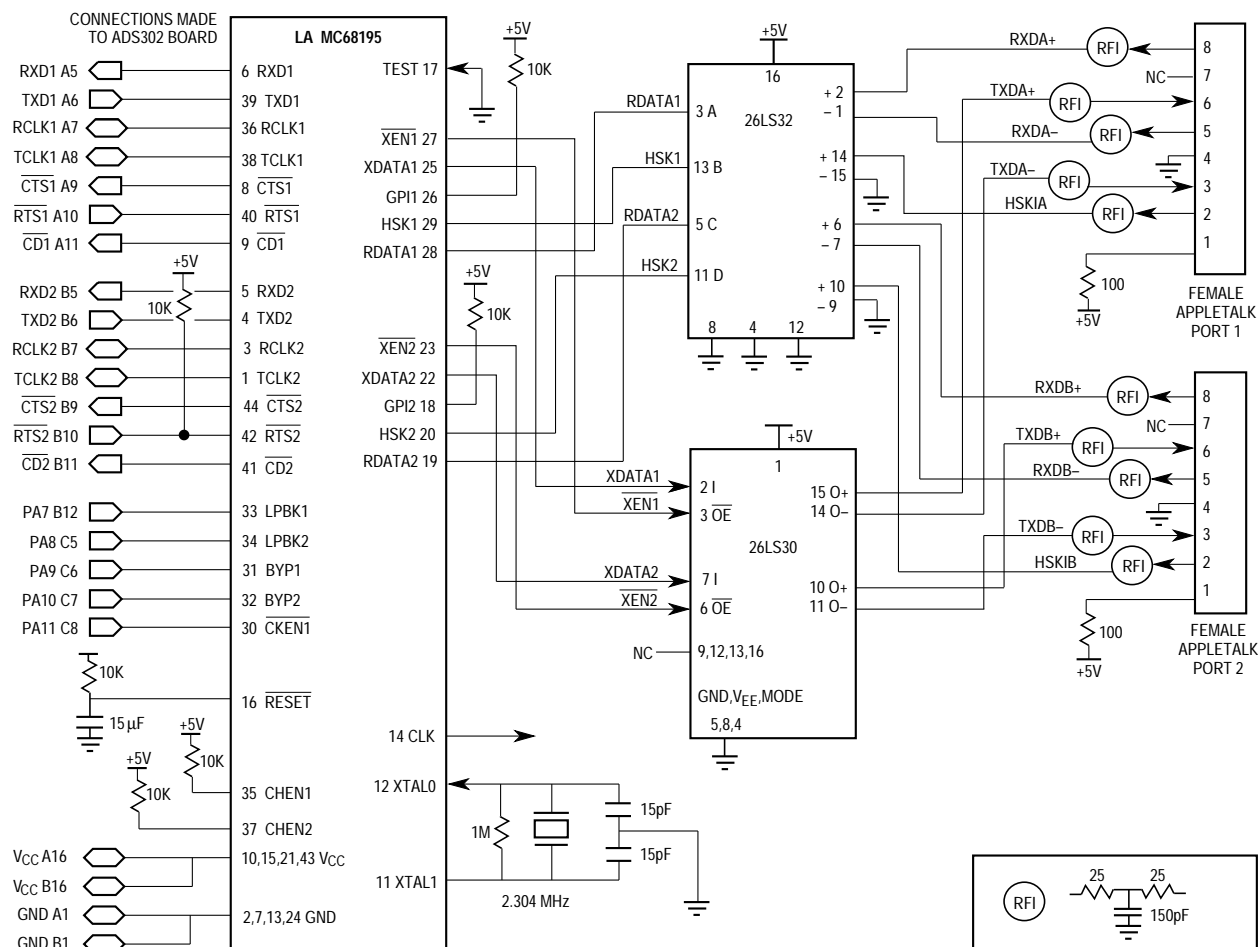 CONNECTIONS MADE
TO ADS302 BOARD
RXD1 A5
TXD1 A6
RCLK1 A7
TCLK1 A8
CTS1 A9
RTS1 A10
CD1 A11
+5V
10K
RXD2 B5
TXD2 B6
RCLK2 B7
TCLK2 B8
CTS2 B9
RTS2 B10
CD2 B11
PA7 B12
PA8 C5
PA9 C6
PA10 C7
PA11 C8
10K
15 µF
+5V
10K
+5V
10K
VCC A16
VCC B16
GND A1
GND B1
LA MC68195
6 RXD1
39 TXD1
36 RCLK1
38 TCLK1
8 CTS1
40 RTS1
9 CD1
5 RXD2
4 TXD2
3 RCLK2
1 TCLK2
44 CTS2
42 RTS2
41 CD2
33 LPBK1
34 LPBK2
31 BYP1
32 BYP2
30 CKEN1
16 RESET
35 CHEN1
37 CHEN2
10,15,21,43 VCC
2,7,13,24 GND
TEST 17
XEN1 27
XDATA1 25
GPI1 26
HSK1 29
RDATA1 28
XEN2 23
XDATA2 22
GPI2 18
HSK2 20
RDATA2 19
14 CLK
12 XTAL0
11 XTAL1
+5V
10K
+5V
10K
1M
2.304 MHz
15pF
15pF
RDATA1
HSK1
RDATA2
HSK2
+5V
16
26LS32
3 A
13 B
5 C
11 D
+ 2
– 1
+ 14
– 15
+ 6
– 7
+ 10
– 9
8
4
12
XDATA1
XEN1
XDATA2
XEN2
NC
+5V
1
2 I
3 OE
26LS30
7 I
6 OE
9,12,13,16
GND,VEE,MODE
5,8,4
15 O+
14 O–
10 O+
11 O–
RXDA+
RFI
NC
TXDA+
RFI
RXDA–
RFI
TXDA–
RFI
HSKIA
RFI
100
+5V
8
7
6
5
4
3
2
1
FEMALE
APPLETALK
PORT 1
RXDB+
RFI
NC
TXDB+
RFI
RXDB–
RFI
TXDB–
RFI
HSKIB
RFI
100
+5V
8
7
6
5
4
3
2
1
FEMALE
APPLETALK
PORT 2
RFI
25
25
150pF